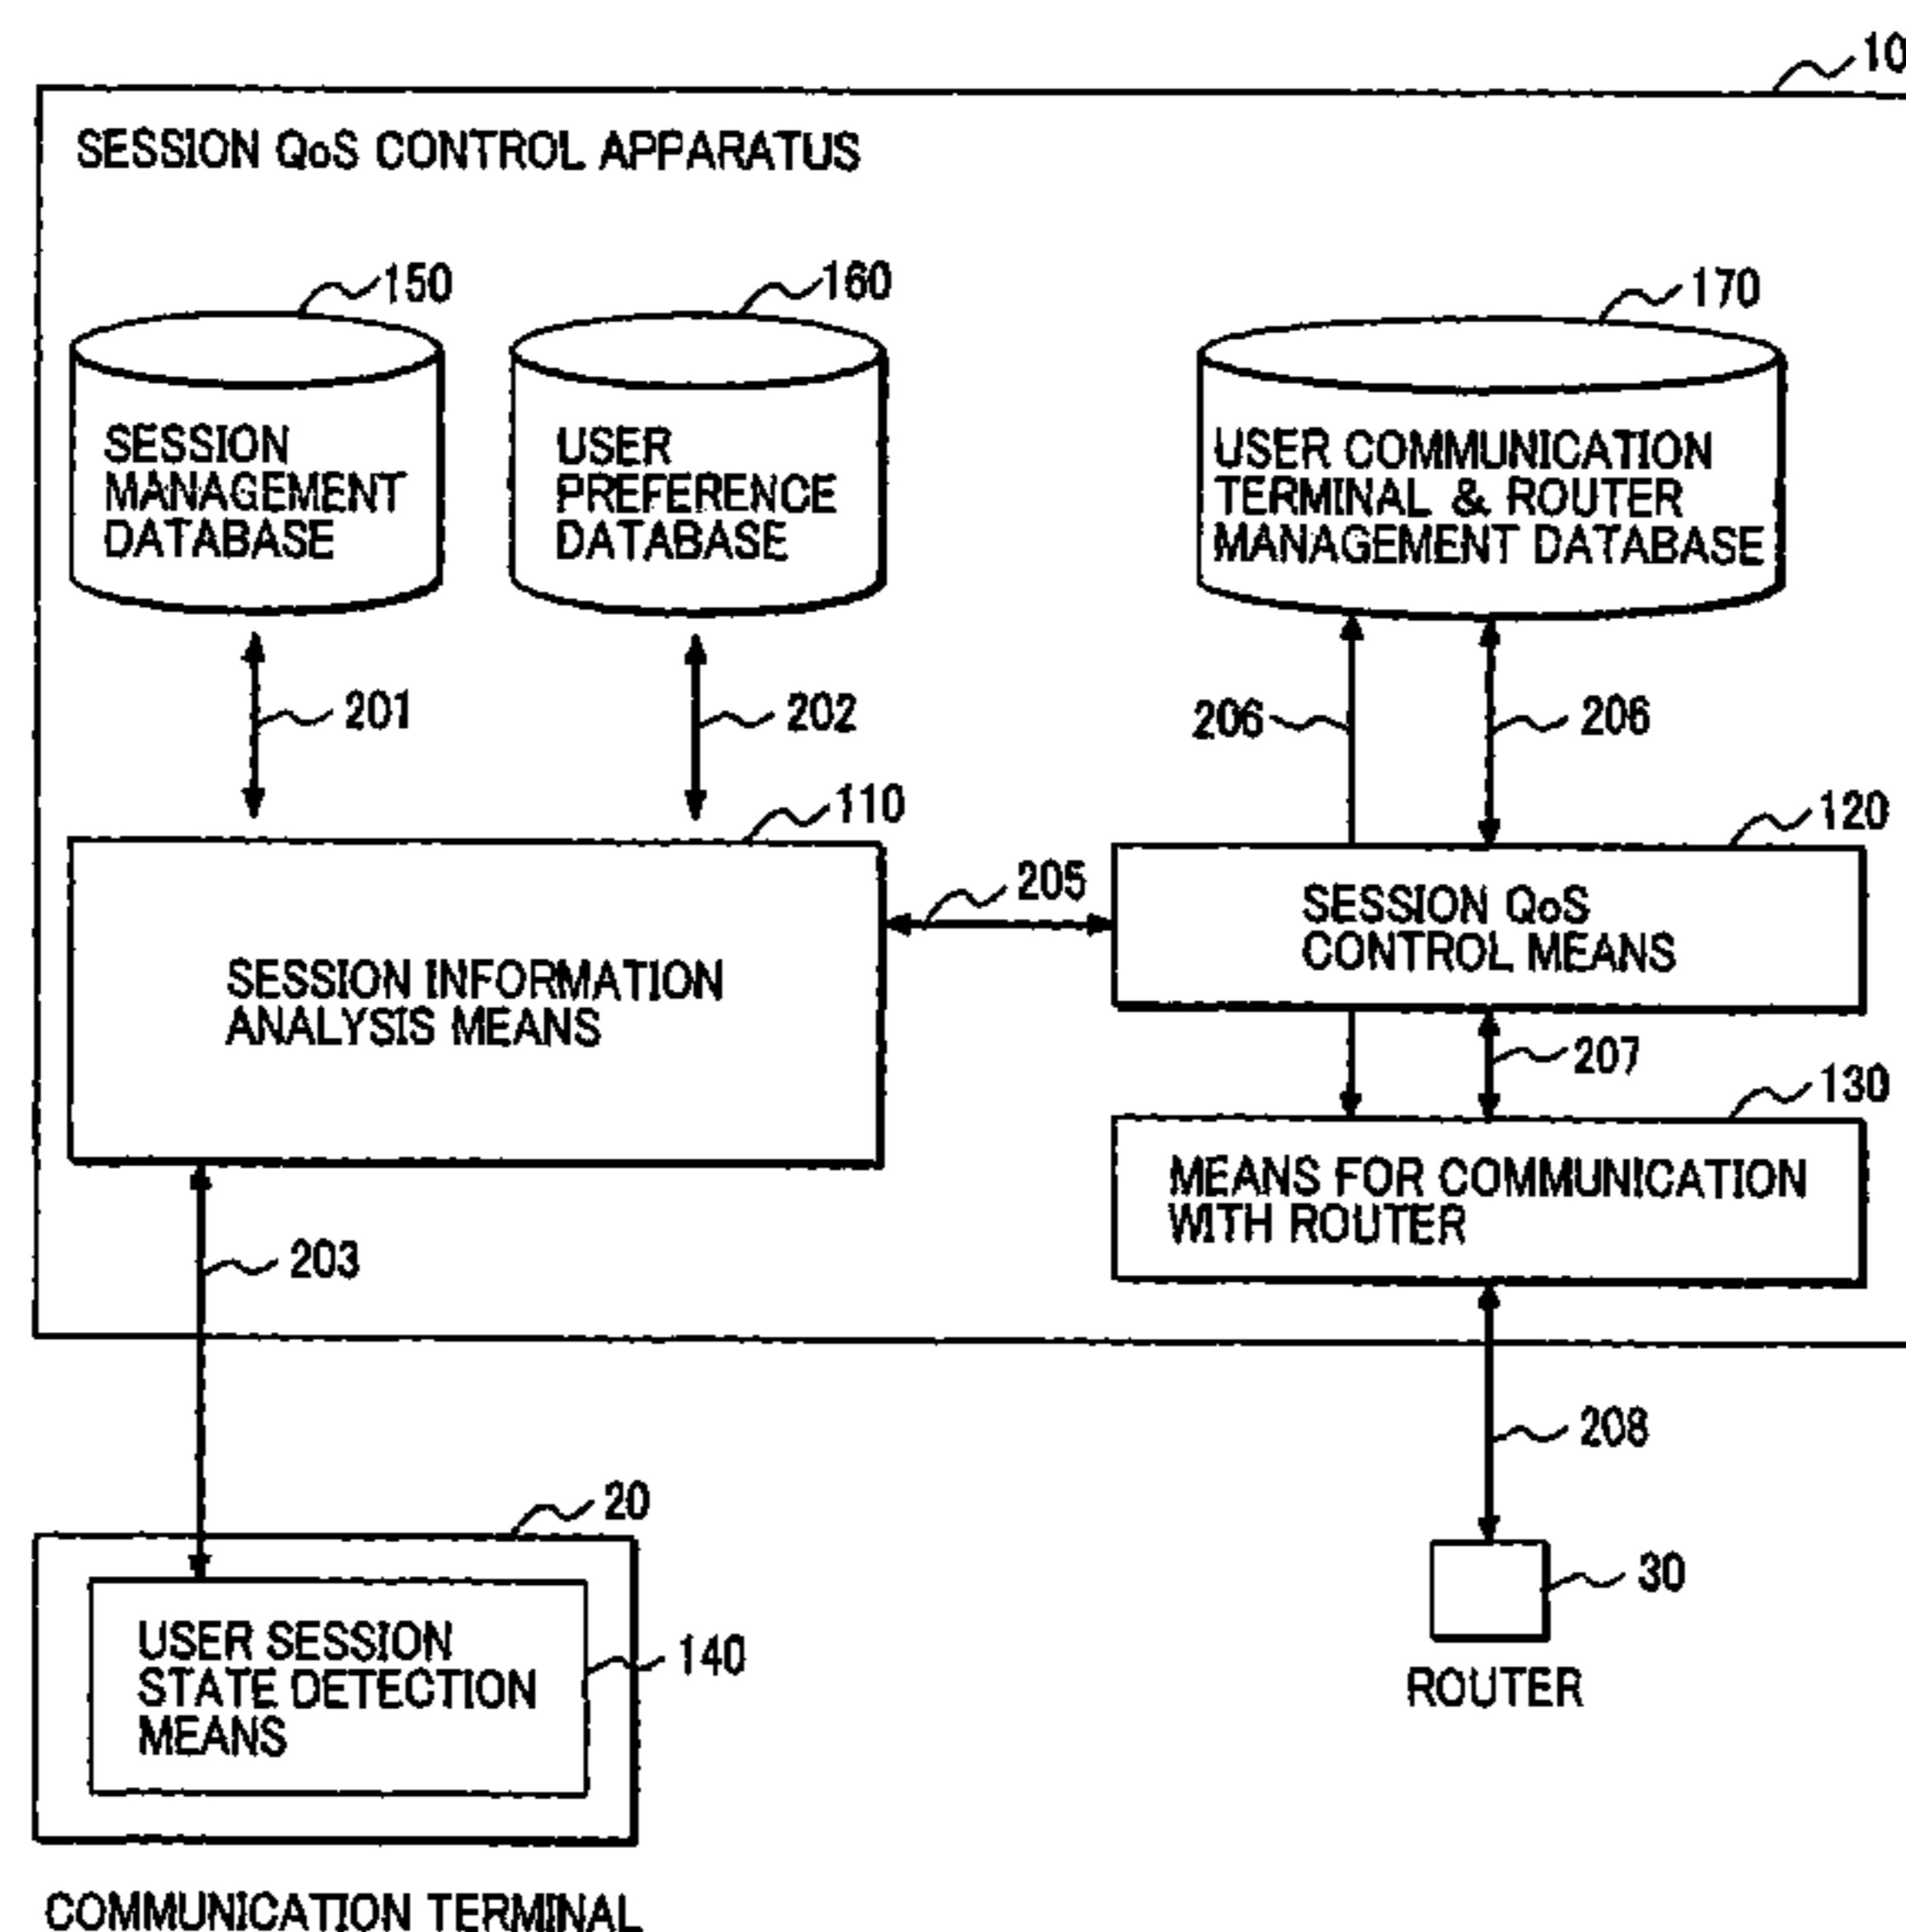 10
SESSION QoS CONTROL APPARATUS
150
160
170
SESSION
MANAGEMENT
DATABASE
USER
PREFERENCE
DATABASE
USER COMMUNICATION
TERMINAL & ROUTER
MANAGEMENT DATABASE
201
202
206
206
110
120
205
SESSION QoS
CONTROL MEANS
SESSION INFORMATION
ANALYSIS MEANS
207
130
MEANS FOR COMMUNICATION
WITH ROUTER
203
208
20
30
USER SESSION
STATE DETECTION
MEANS
140
ROUTER
COMMUNICATION TERMINAL